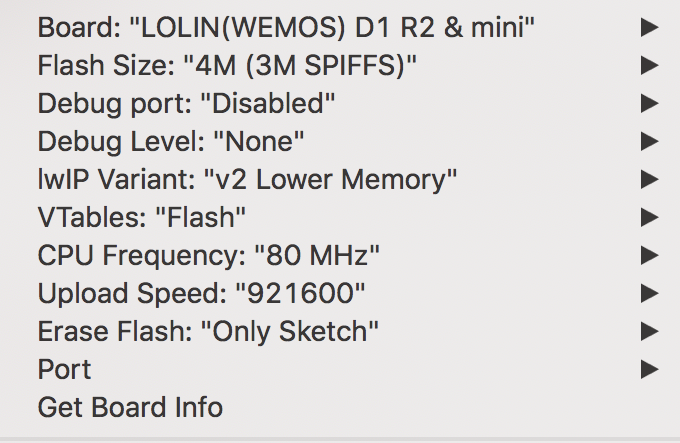 Board: "LOLIN(WEMOS) D1 R2 & mini"
Flash Size: "4M (3M SPIFFS)"
Debug port: "Disabled"
Debug Level: "None"
lwIP Variant: "v2 Lower Memory"
VTables: "Flash"
CPU Frequency: "80 MHz"
Upload Speed: "921600"
Erase Flash: "Only Sketch"
Port
Get Board Info